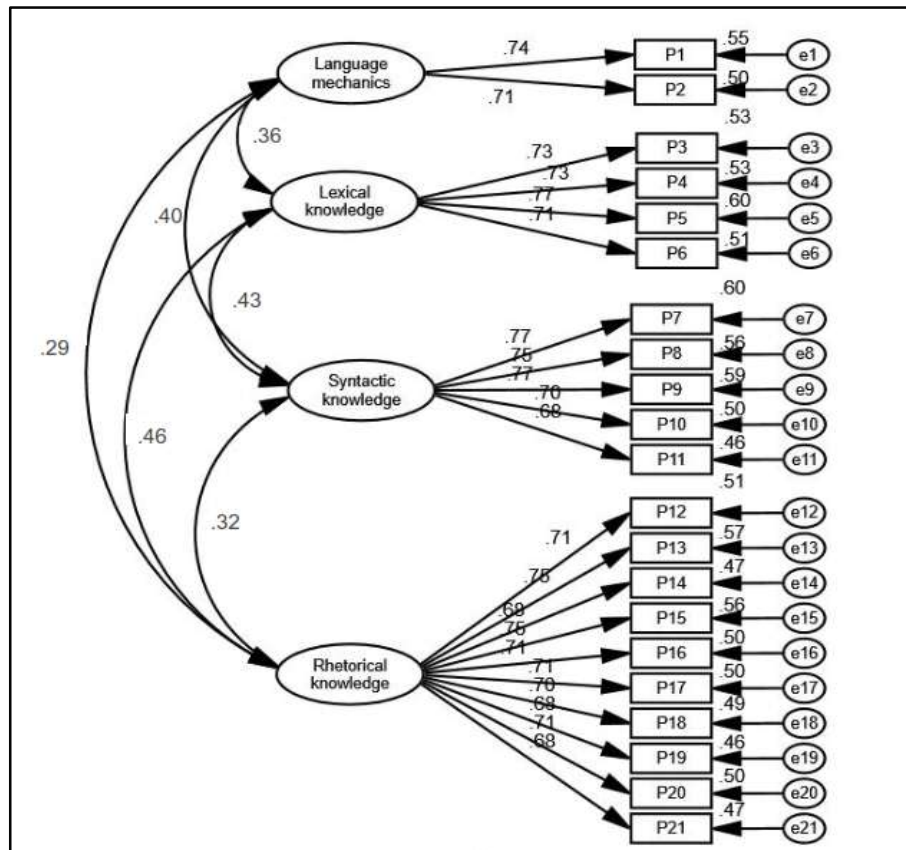 .55
.74
Language
mechanics
P1
e1
.50
.71
P2
e2
.53
.36
.73
P3
e3
.53
.73
P4
e4
Lexical
knowledge
.60
.77
P5
e5
.40
.51
.71
P6
e6
.60
.43
.77
P7
e7
.56
.75
P8
e8
.29
.59
.77
P9
e9
Syntactic
knowledge
.50
.70
P10
e10
.46
.68
P11
e11
.46
.51
.71
P12
e12
.32
.57
.75
P13
e13
.47
.68
P14
e14
.56
.75
P15
e15
.50
.71
P16
e16
Rhetorical
knowledge
.50
.71
P17
e17
.49
.70
P18
e18
.46
.68
P19
e19
.50
.71
P20
e20
.47
.68
P21
e21